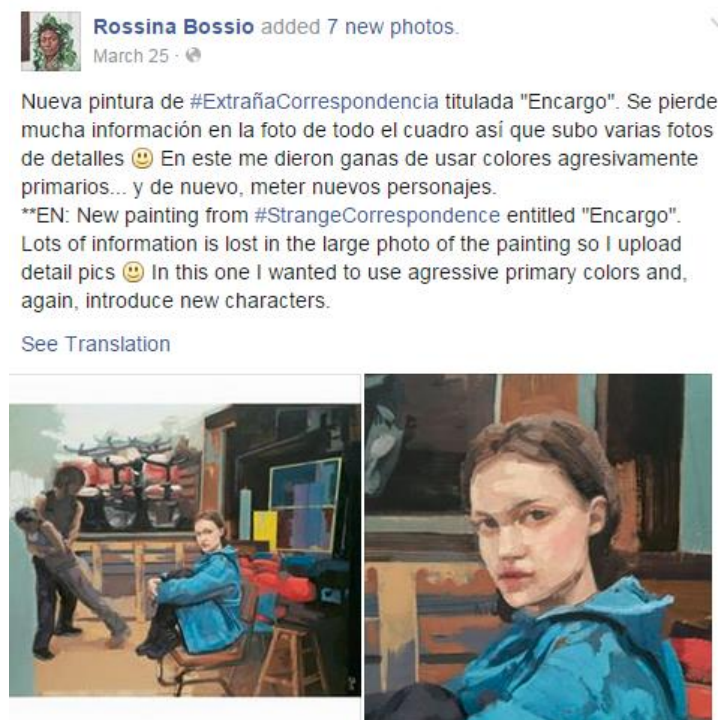 Rossina Bossio added 7 new photos.
March 25 ·
Nueva pintura de #ExtrañaCorrespondencia titulada "Encargo". Se pierde
mucha información en la foto de todo el cuadro así que subo varias fotos
de detalles 🙂 En este me dieron ganas de usar colores agresivamente
primarios... y de nuevo, meter nuevos personajes.
**EN: New painting from #StrangeCorrespondence entitled "Encargo".
Lots of information is lost in the large photo of the painting so I upload
detail pics 🙂 In this one I wanted to use agressive primary colors and,
again, introduce new characters.
See Translation